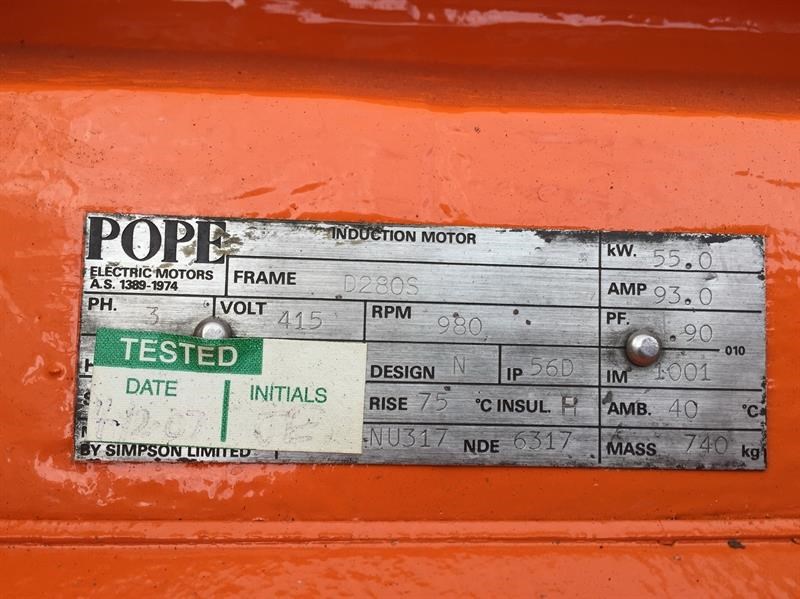 POPE INDUCTION MOTOR kW. 55.0
ELECTRIC MOTORS
A.S. 1389-1974
FRAME D280S AMP 93.0
PH. 3 VOLT 415 RPM 980 PF. .90
010
TESTED
DESIGN N IP 56D IM 1001
DATE INITIALS
RISE 75 °C INSUL. H AMB. 40 °C
NU317 NDE 6317 MASS 740 kg
BY SIMPSON LIMITED